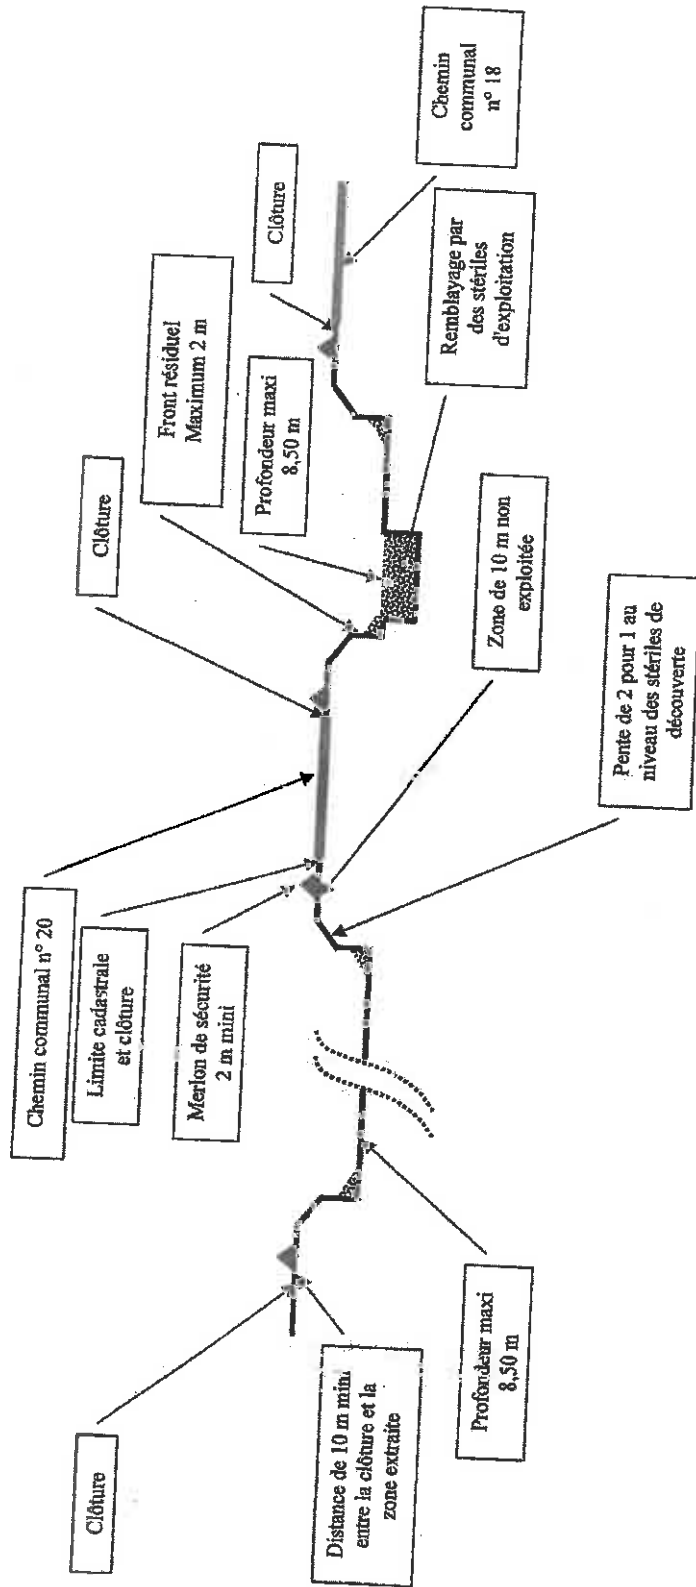 Clôture
Distance de 10 m mini
entre la clôture et la
zone extraite
Profondeur maxi
8,50 m
Chemin communal n° 20
Limite cadastrale
et clôture
Merlon de sécurité
2 m mini
Clôture
Front résiduel
Maximum 2 m
Profondeur maxi
8,50 m
Clôture
Pente de 2 pour 1 au
niveau des stériles de
découverte
Zone de 10 m non
exploitée
Remblayage par
des stériles
d'exploitation
Chemin
communal
n° 18